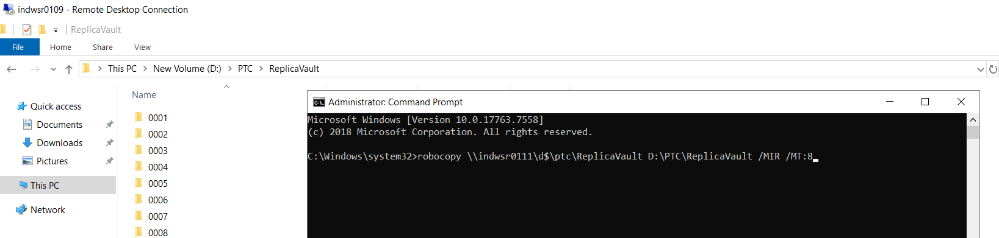 indwsr0109 - Remote Desktop Connection
ReplicaVault
File Home Share View
This PC New Volume (D:) PTC ReplicaVault
Name
Quick access
Documents
Downloads
Pictures
This PC
Network
0001
0002
0003
0004
0005
0006
0007
0008
Administrator: Command Prompt
Microsoft Windows [Version 10.0.17763.7558]
(c) 2018 Microsoft Corporation. All rights reserved.
C:\Windows\system32>robocopy \\indwsr0111\d$\ptc\ReplicaVault D:\PTC\ReplicaVault /MIR /MT:8